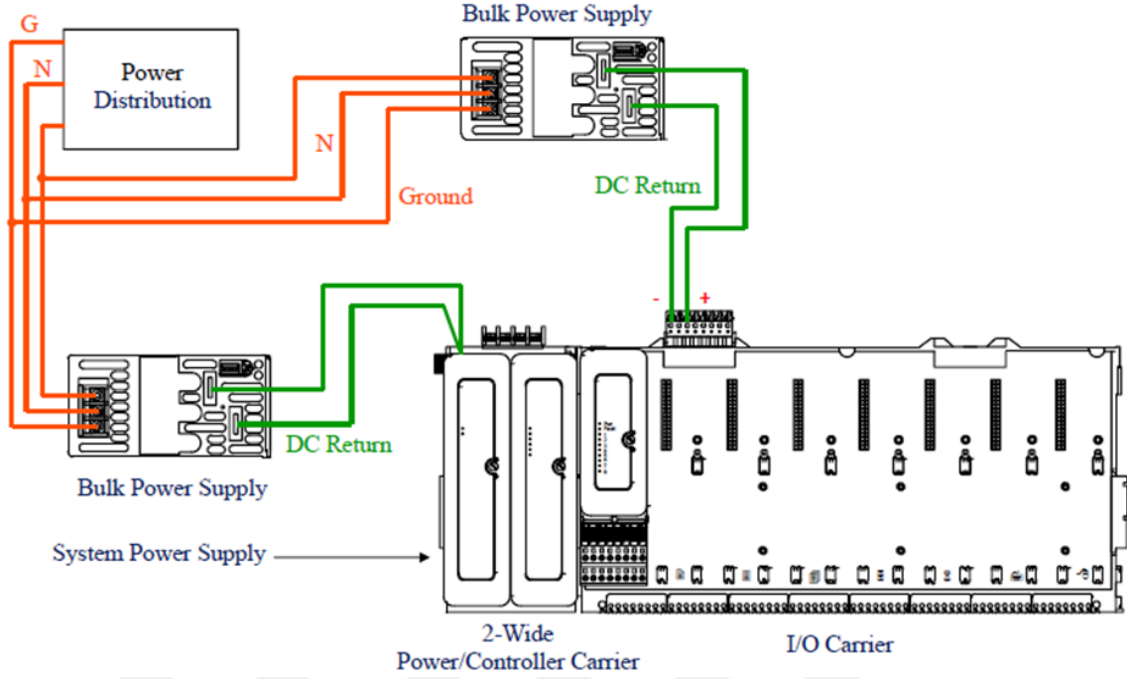 Bulk Power Supply
G
N
Power
Distribution
N
Ground
DC Return
- +
DC Return
Bulk Power Supply
System Power Supply
2-Wide
Power/Controller Carrier
I/O Carrier